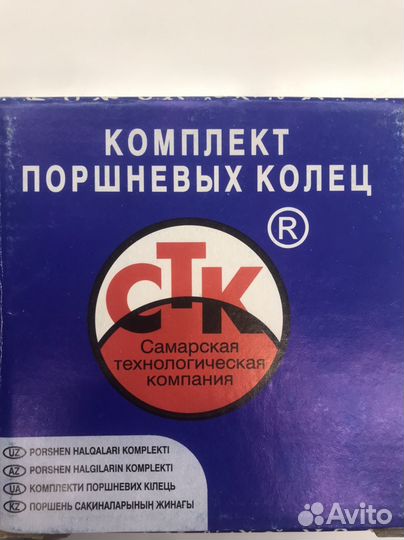 КОМПЛЕКТ
ПОРШНЕВЫХ КОЛЕЦ
®
СТК
Самарская
технологическая
компания
UZ PORSHEN HALQALARI KOMPLEKTI
AZ PORSHEN HALGILARIN KOMPLEKTI
UA КОМПЛЕКТИ ПОРШНЕВИХ КІЛЕЦЬ
KZ ПОРШЕНЬ САКИНАЛАРЫНЫН ЖИНАГЫ
Avito